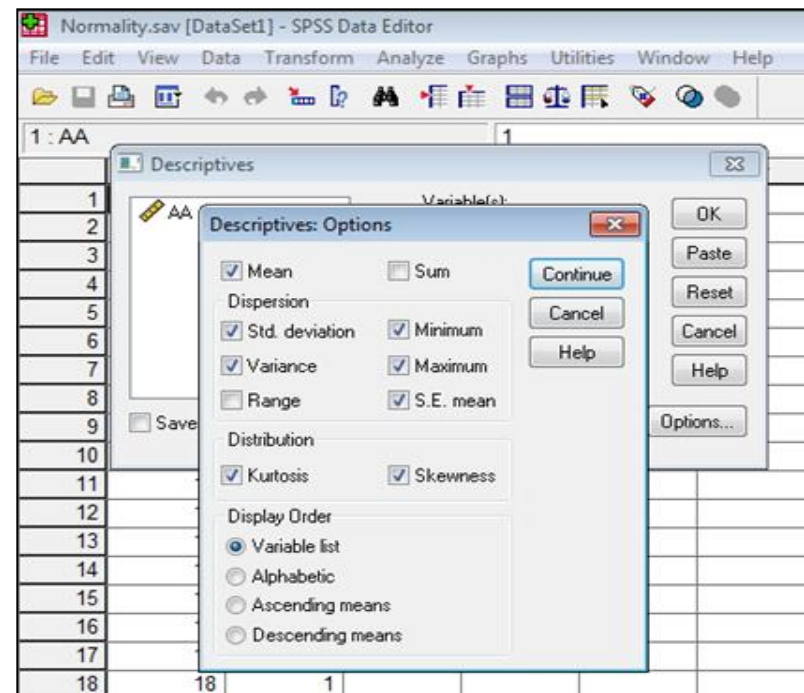 Normality.sav [DataSet1] - SPSS Data Editor
File Edit View Data Transform Analyze Graphs Utilities Window Help
1 : AA 1
Descriptives
1
2
3
4
5
6
7
8
9
10
11
12
13
14
15
16
17
18 18 1
AA
Variable(s):
OK
Paste
Reset
Cancel
Help
Save
Options...
Descriptives: Options
Mean Sum
Dispersion
Std. deviation Minimum
Variance Maximum
Range S.E. mean
Distribution
Kurtosis Skewness
Display Order
Variable list
Alphabetic
Ascending means
Descending means
Continue
Cancel
Help